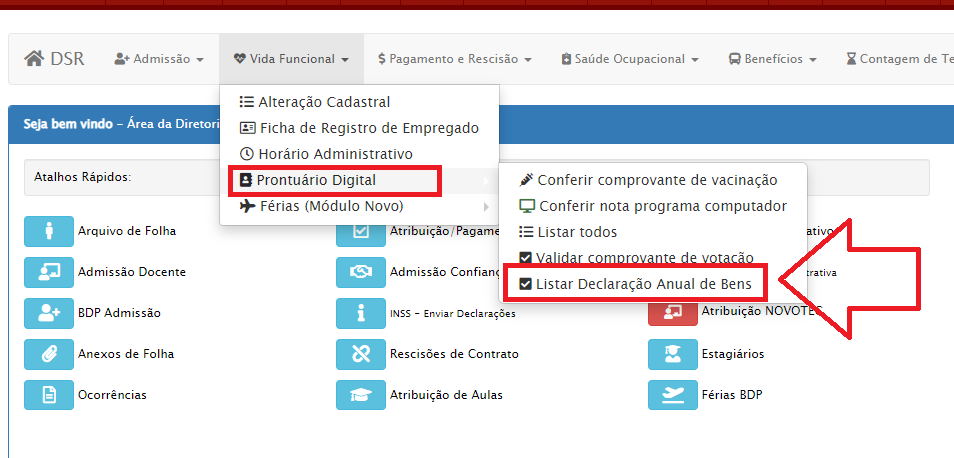 DSR Admissão Vida Funcional Pagamento e Rescisão Saúde Ocupacional Benefícios Contagem de Te
Alteração Cadastral
Ficha de Registro de Empregado
Horário Administrativo
Prontuário Digital
Férias (Módulo Novo)
Conferir comprovante de vacinação
Conferir nota programa computador
Listar todos
Validar comprovante de votação
Listar Declaração Anual de Bens
Seja bem vindo – Área da Diretori
Atalhos Rápidos:
Arquivo de Folha
Atribuição/Pagame
Admissão Docente
Admissão Confianç
BDP Admissão
INSS - Enviar Declarações
Atribuição NOVOTEC
Anexos de Folha
Rescisões de Contrato
Estagiários
Ocorrências
Atribuição de Aulas
Férias BDP